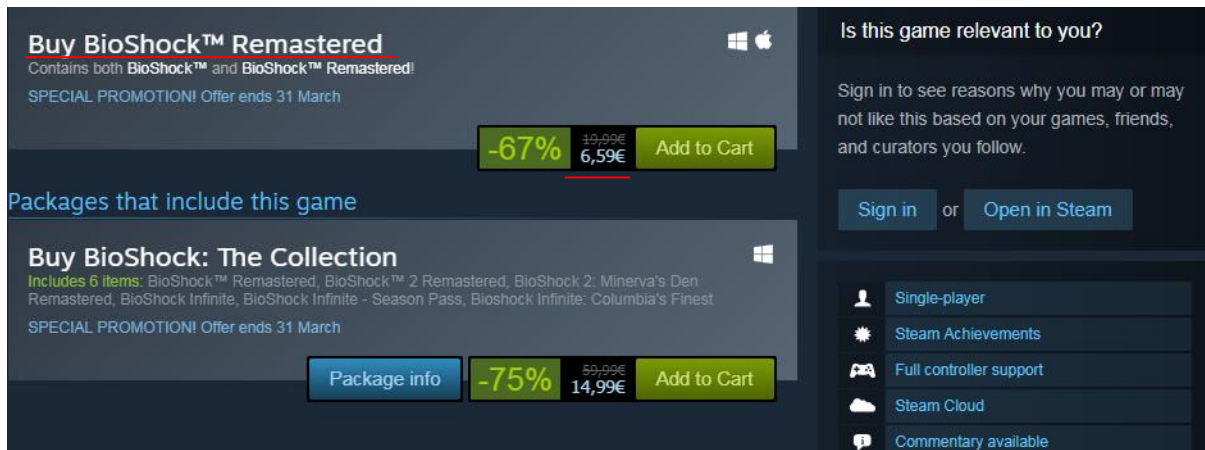 Buy BioShock™ Remastered
Contains both BioShock™ and BioShock™ Remastered!
SPECIAL PROMOTION! Offer ends 31 March
-67%
19,99€
6,59€
Add to Cart
Packages that include this game
Buy BioShock: The Collection
Includes 6 items: BioShock™ Remastered, BioShock™ 2 Remastered, BioShock 2: Minerva's Den
Remastered, BioShock Infinite, BioShock Infinite - Season Pass, Bioshock Infinite: Columbia's Finest
SPECIAL PROMOTION! Offer ends 31 March
Package info
-75%
59,99€
14,99€
Add to Cart
Is this game relevant to you?
Sign in to see reasons why you may or may
not like this based on your games, friends,
and curators you follow.
Sign in or Open in Steam
Single-player
Steam Achievements
Full controller support
Steam Cloud
Commentary available